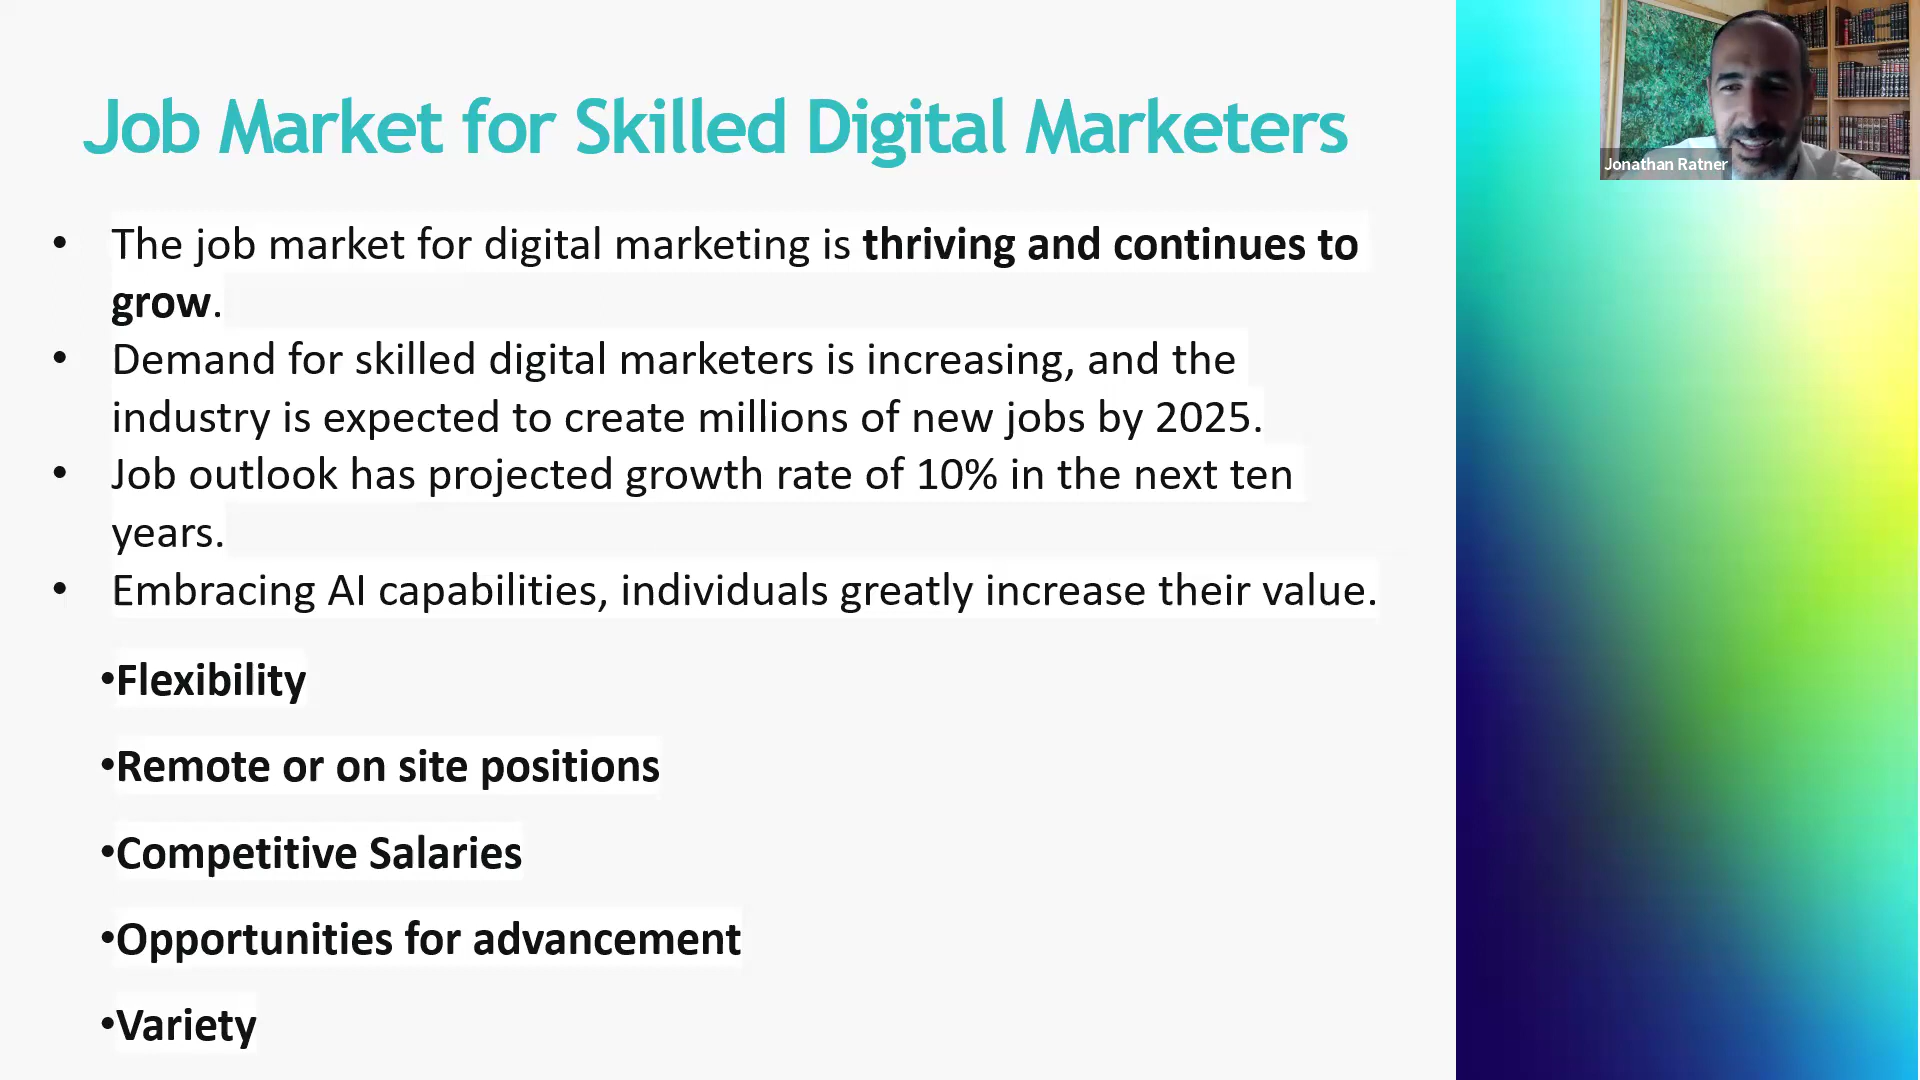 Job Market for Skilled Digital Marketers
Jonathan Ratner
• The job market for digital marketing is thriving and continues to
grow.
• Demand for skilled digital marketers is increasing, and the
industry is expected to create millions of new jobs by 2025.
• Job outlook has projected growth rate of 10% in the next ten
years.
• Embracing AI capabilities, individuals greatly increase their value.
•Flexibility
•Remote or on site positions
•Competitive Salaries
•Opportunities for advancement
•Variety